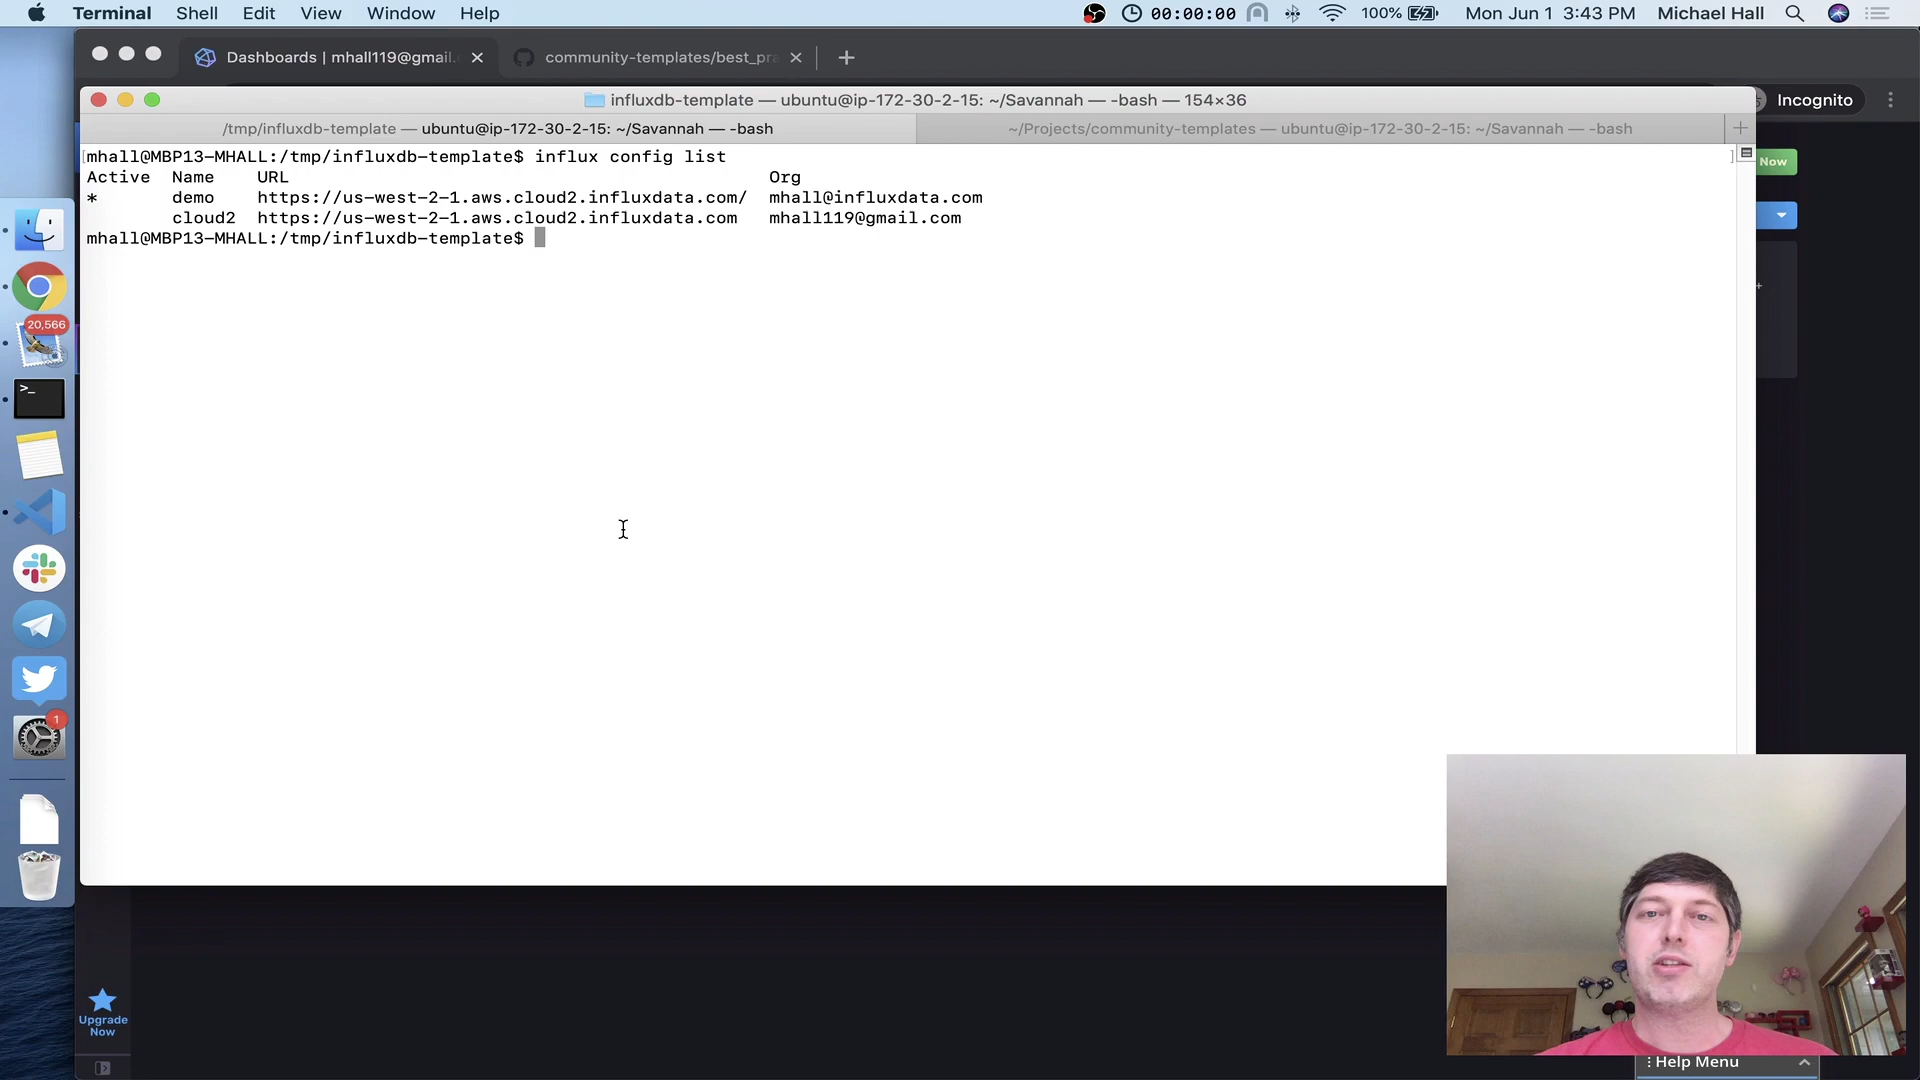 Terminal Shell Edit View Window Help 00:00:00 100% Mon Jun 1 3:43 PM Michael Hall
Dashboards | mhall119@gmail. community-templates/best_pra
influxdb-template — ubuntu@ip-172-30-2-15: ~/Savannah — -bash — 154×36
Incognito
/tmp/influxdb-template — ubuntu@ip-172-30-2-15: ~/Savannah — -bash ~/Projects/community-templates — ubuntu@ip-172-30-2-15: ~/Savannah — -bash
[mhall@MBP13-MHALL:/tmp/influxdb-template$ influx config list ]
Now
Active Name URL Org
* demo https://us-west-2-1.aws.cloud2.influxdata.com/ mhall@influxdata.com
cloud2 https://us-west-2-1.aws.cloud2.influxdata.com mhall119@gmail.com
mhall@MBP13-MHALL:/tmp/influxdb-template$
20,566
>_
1
Upgrade
Now
Help Menu